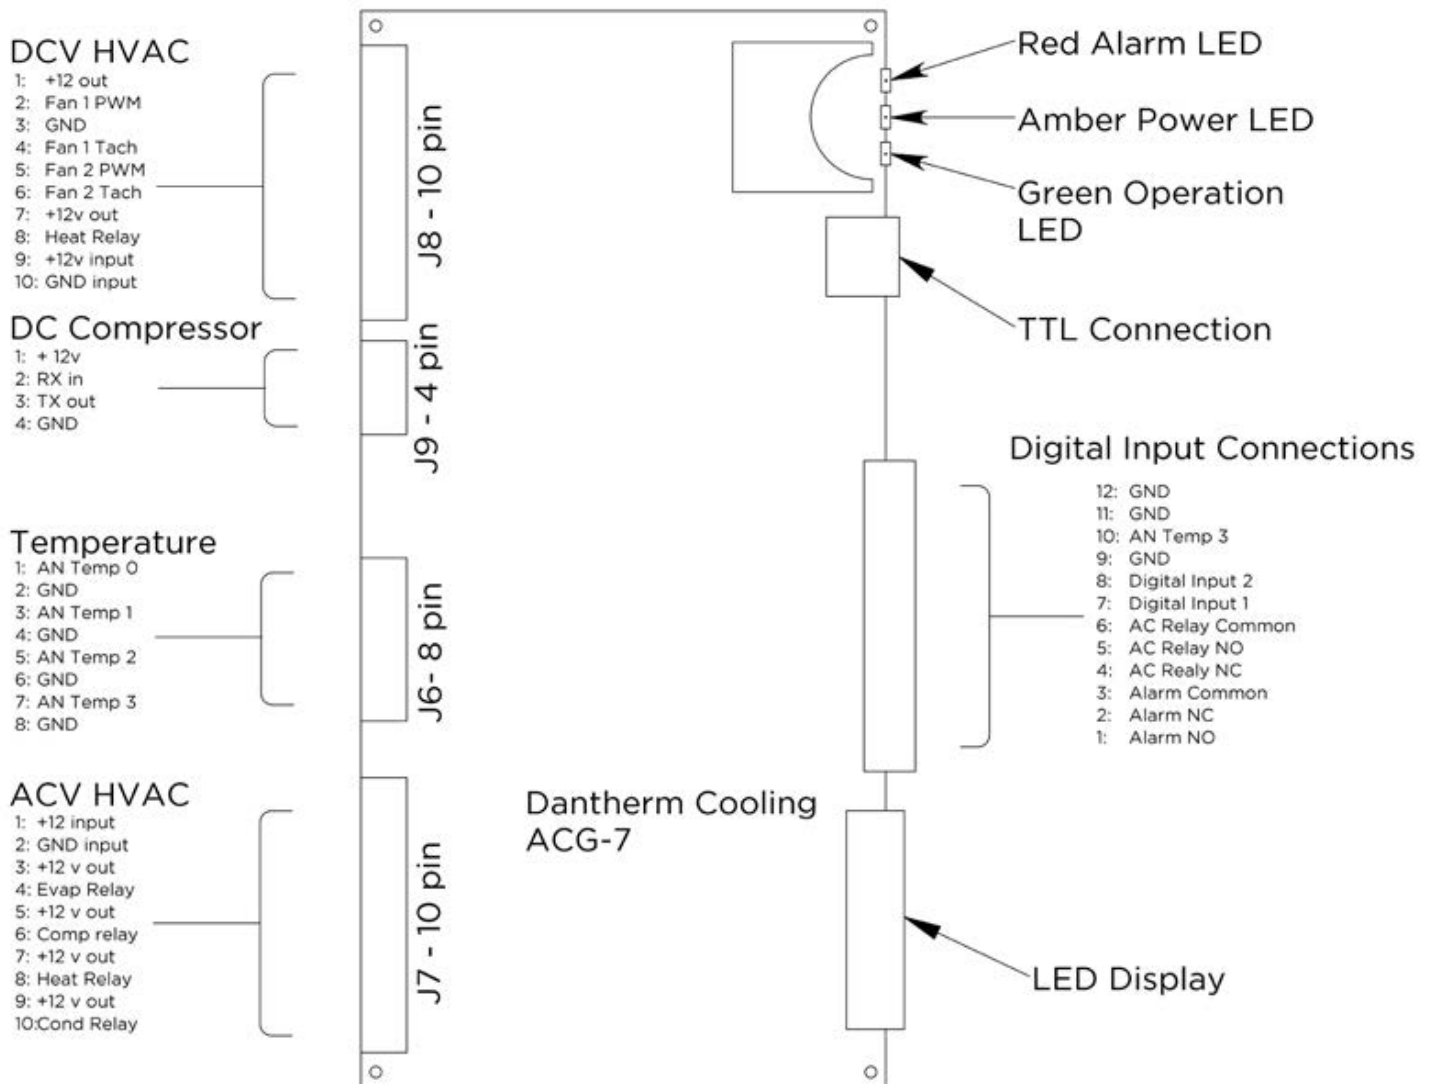 DCV HVAC
1: +12 out
2: Fan 1 PWM
3: GND
4: Fan 1 Tach
5: Fan 2 PWM
6: Fan 2 Tach
7: +12v out
8: Heat Relay
9: +12v input
10: GND input
J8 - 10 pin
DC Compressor
1: + 12v
2: RX in
3: TX out
4: GND
J9 - 4 pin
Temperature
1: AN Temp 0
2: GND
3: AN Temp 1
4: GND
5: AN Temp 2
6: GND
7: AN Temp 3
8: GND
J6- 8 pin
ACV HVAC
1: +12 input
2: GND input
3: +12 v out
4: Evap Relay
5: +12 v out
6: Comp relay
7: +12 v out
8: Heat Relay
9: +12 v out
10:Cond Relay
J7 - 10 pin
Dantherm Cooling
ACG-7
Red Alarm LED
Amber Power LED
Green Operation
LED
TTL Connection
Digital Input Connections
12: GND
11: GND
10: AN Temp 3
9: GND
8: Digital Input 2
7: Digital Input 1
6: AC Relay Common
5: AC Relay NO
4: AC Realy NC
3: Alarm Common
2: Alarm NC
1: Alarm NO
LED Display